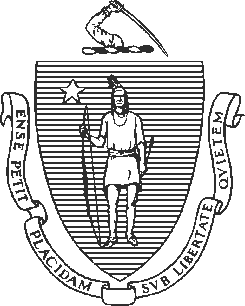 ENSE PETIT
PLACIDAM
SVB LIBERTATE
QVIETEM